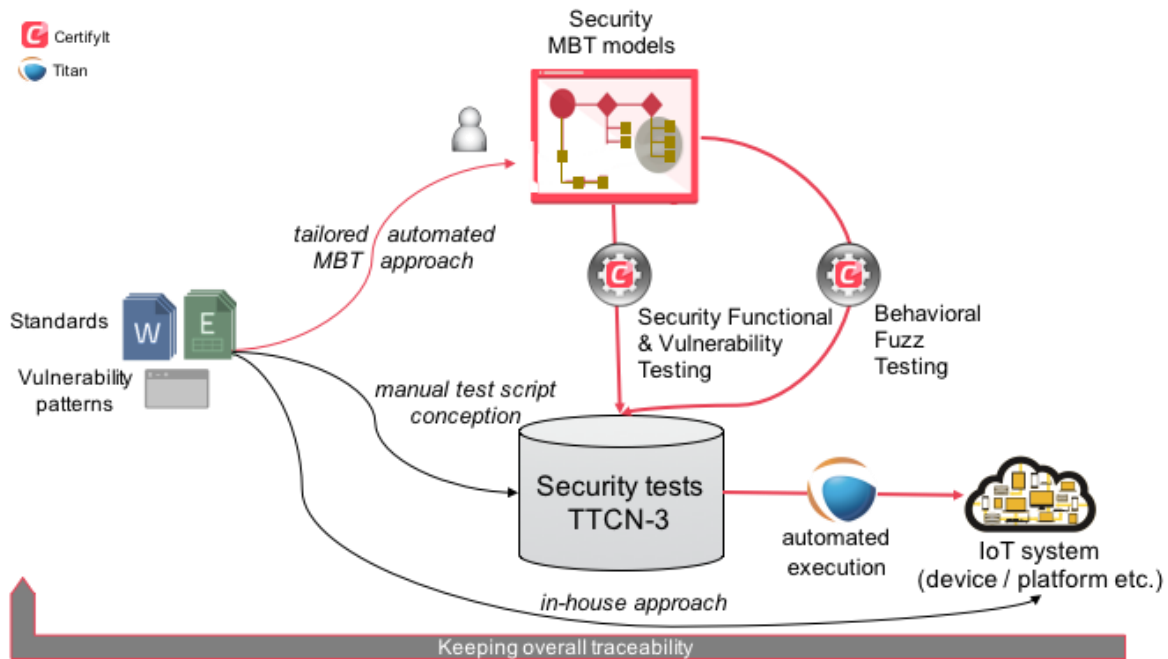 CertifyIt
Titan
Security
MBT models
tailored automated
MBT approach
Standards
W
E
Vulnerability
patterns
Security Functional
& Vulnerability
Testing
Behavioral
Fuzz
Testing
manual test script
conception
Security tests
TTCN-3
automated
execution
IoT system
(device / platform etc.)
in-house approach
Keeping overall traceability